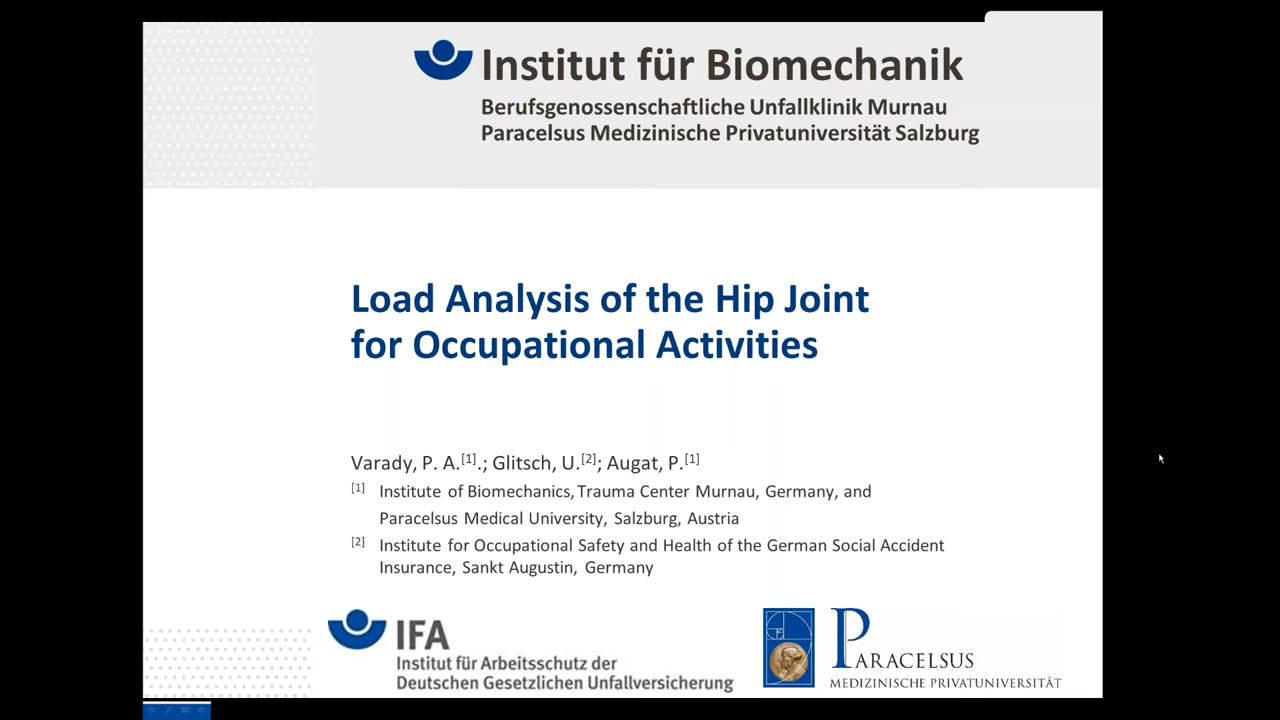 Institut für Biomechanik
Berufsgenossenschaftliche Unfallklinik Murnau
Paracelsus Medizinische Privatuniversität Salzburg
Load Analysis of the Hip Joint
for Occupational Activities
Varady, P. A.[1].; Glitsch, U.[2]; Augat, P.[1]
[1] Institute of Biomechanics, Trauma Center Murnau, Germany, and
Paracelsus Medical University, Salzburg, Austria
[2] Institute for Occupational Safety and Health of the German Social Accident
Insurance, Sankt Augustin, Germany
IFA
Institut für Arbeitsschutz der
Deutschen Gesetzlichen Unfallversicherung
PARACELSUS
MEDIZINISCHE PRIVATUNIVERSITÄT